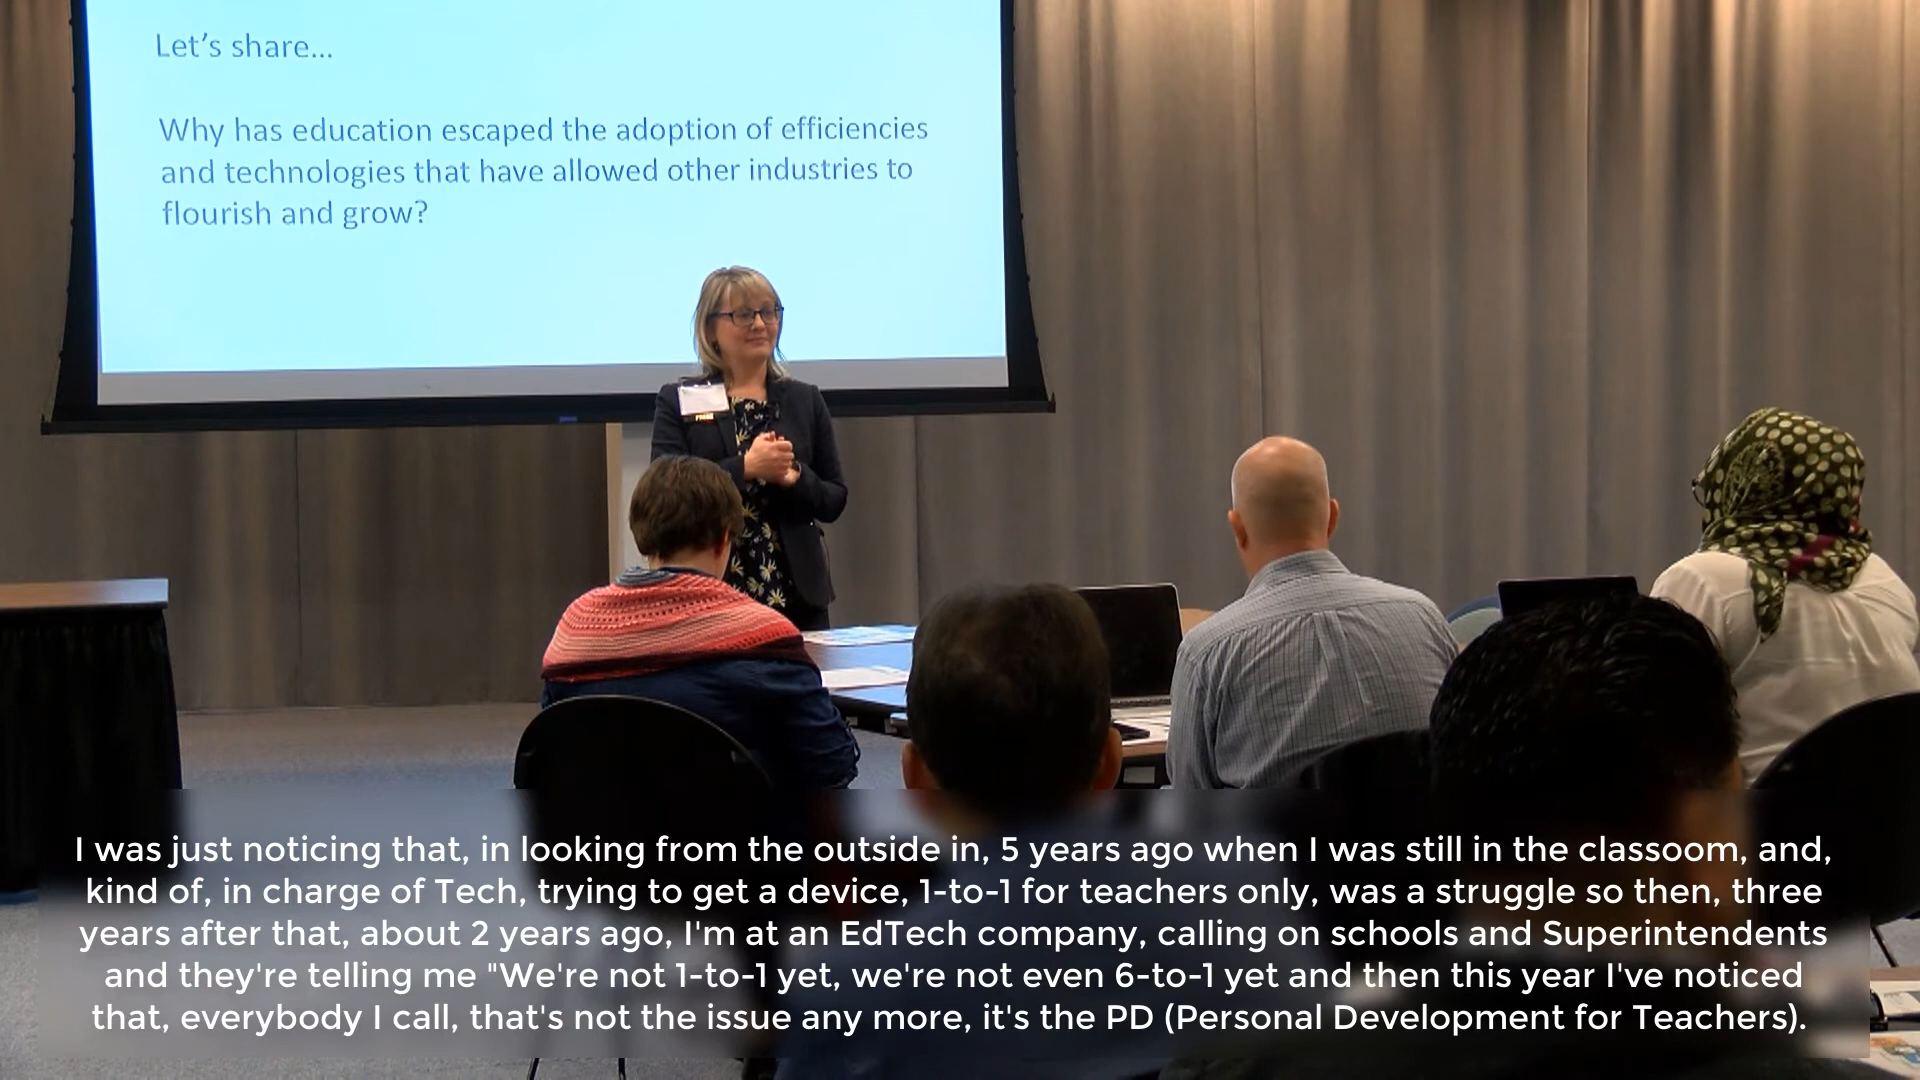 Let's share...
Why has education escaped the adoption of efficiencies
and technologies that have allowed other industries to
flourish and grow?
I was just noticing that, in looking from the outside in, 5 years ago when I was still in the classoom, and,
kind of, in charge of Tech, trying to get a device, 1-to-1 for teachers only, was a struggle so then, three
years after that, about 2 years ago, I'm at an EdTech company, calling on schools and Superintendents
and they're telling me "We're not 1-to-1 yet, we're not even 6-to-1 yet and then this year I've noticed
that, everybody I call, that's not the issue any more, it's the PD (Personal Development for Teachers).